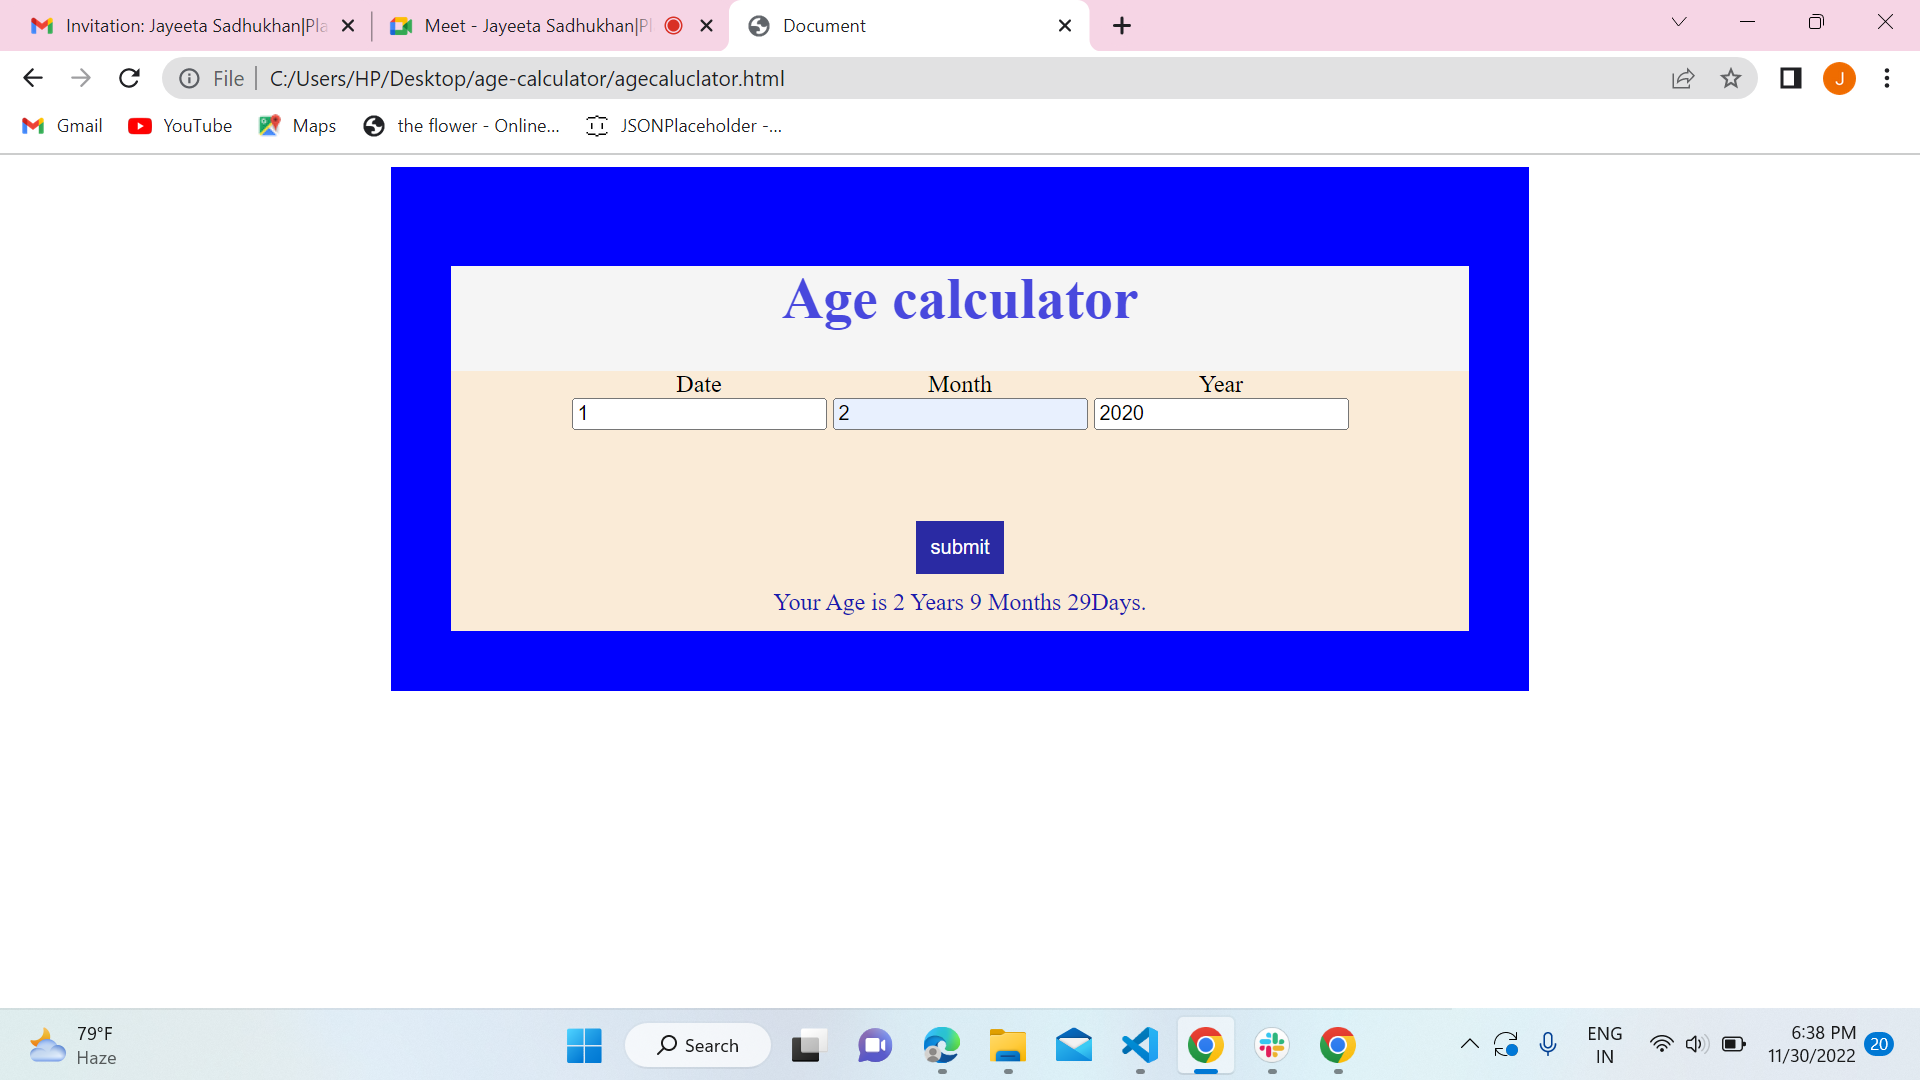 Invitation: Jayeeta Sadhukhan|Pla
Meet - Jayeeta Sadhukhan|Pl
Document
File
C:/Users/HP/Desktop/age-calculator/agecaluclator.html
J
Gmail
YouTube
Maps
the flower - Online...
JSONPlaceholder -...
Age calculator
Date Month Year
1 2 2020
submit
Your Age is 2 Years 9 Months 29Days.
79°F
Haze
Search
ENG
IN
6:38 PM
11/30/2022
20